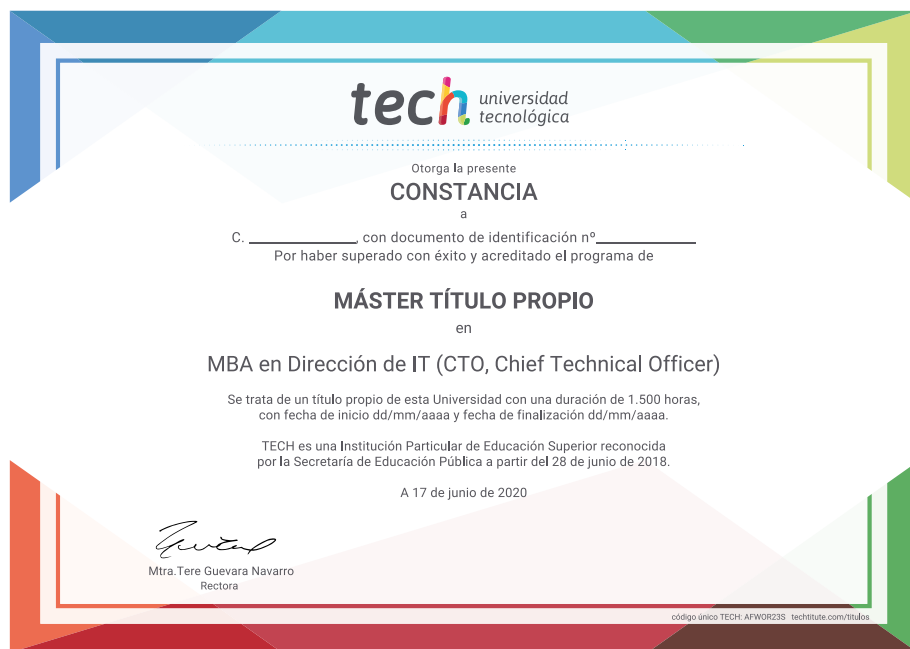 tech universidad
tecnológica
Otorga la presente
CONSTANCIA
a
C. ____________, con documento de identificación nº____________
Por haber superado con éxito y acreditado el programa de
MÁSTER TÍTULO PROPIO
en
MBA en Dirección de IT (CTO, Chief Technical Officer)
Se trata de un título propio de esta Universidad con una duración de 1.500 horas,
con fecha de inicio dd/mm/aaaa y fecha de finalización dd/mm/aaaa.
TECH es una Institución Particular de Educación Superior reconocida
por la Secretaría de Educación Pública a partir del 28 de junio de 2018.
A 17 de junio de 2020
Mtra.Tere Guevara Navarro
Rectora
código único TECH: AFWOR23S techtitute.com/titulos